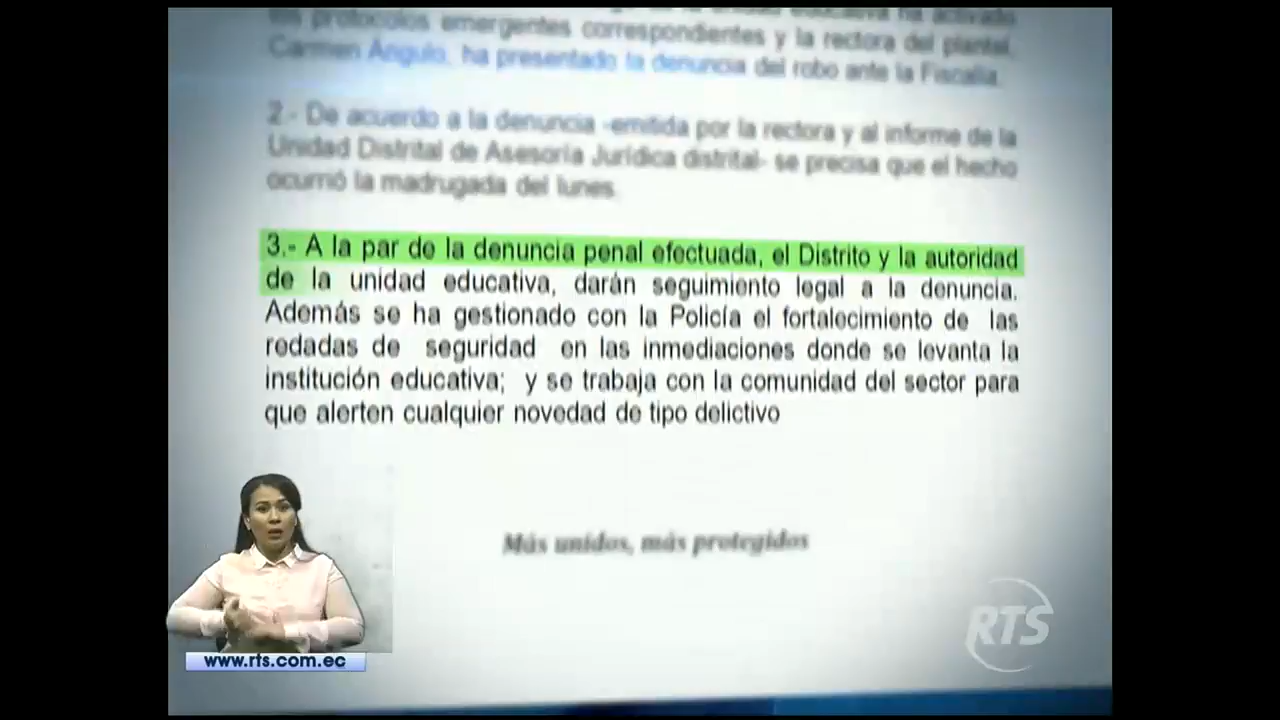 los protocolos emergentes correspondientes y la rectora del plantel,
Carmen Angulo, ha presentado la denuncia del robo ante la Fiscalía.
2.- De acuerdo a la denuncia -emitida por la rectora y al informe de la
Unidad Distrital de Asesoría Jurídica distrital- se precisa que el hecho
ocurrió la madrugada del lunes.
3.- A la par de la denuncia penal efectuada, el Distrito y la autoridad
de la unidad educativa, darán seguimiento legal a la denuncia.
Además se ha gestionado con la Policía el fortalecimiento de las
redadas de seguridad en las inmediaciones donde se levanta la
institución educativa; y se trabaja con la comunidad del sector para
que alerten cualquier novedad de tipo delictivo
Más unidos, más protegidos
RTS
www.rts.com.ec